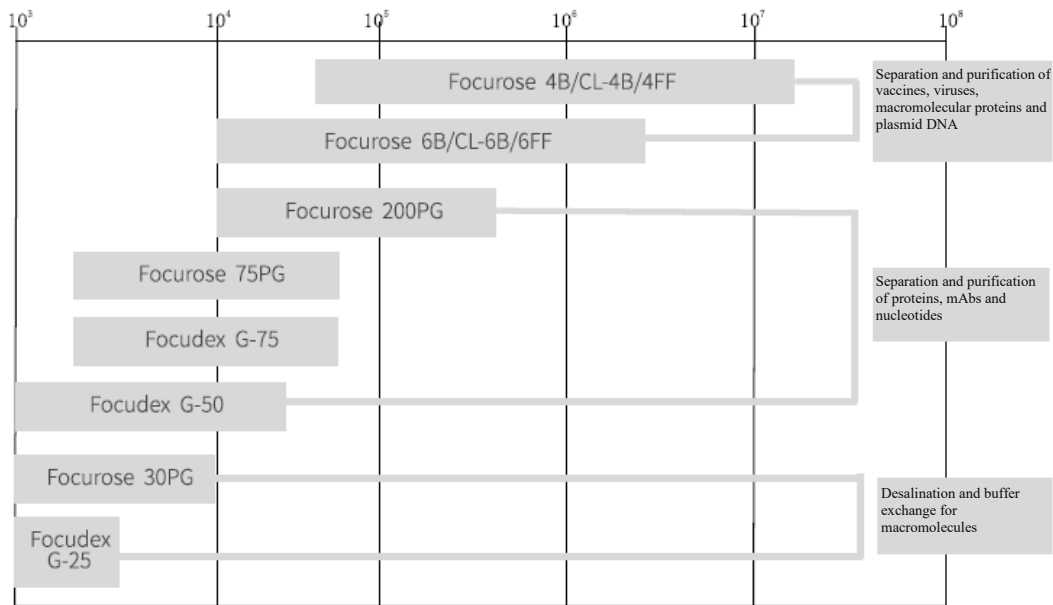 10³ 10⁴ 10⁵ 10⁶ 10⁷ 10⁸
Focurose 4B/CL-4B/4FF
Separation and purification of
vaccines, viruses,
macromolecular proteins and
plasmid DNA
Focurose 6B/CL-6B/6FF
Focurose 200PG
Focurose 75PG
Separation and purification
of proteins, mAbs and
nucleotides
Focudex G-75
Focudex G-50
Focurose 30PG
Desalination and buffer
exchange for
macromolecules
Focudex
G-25